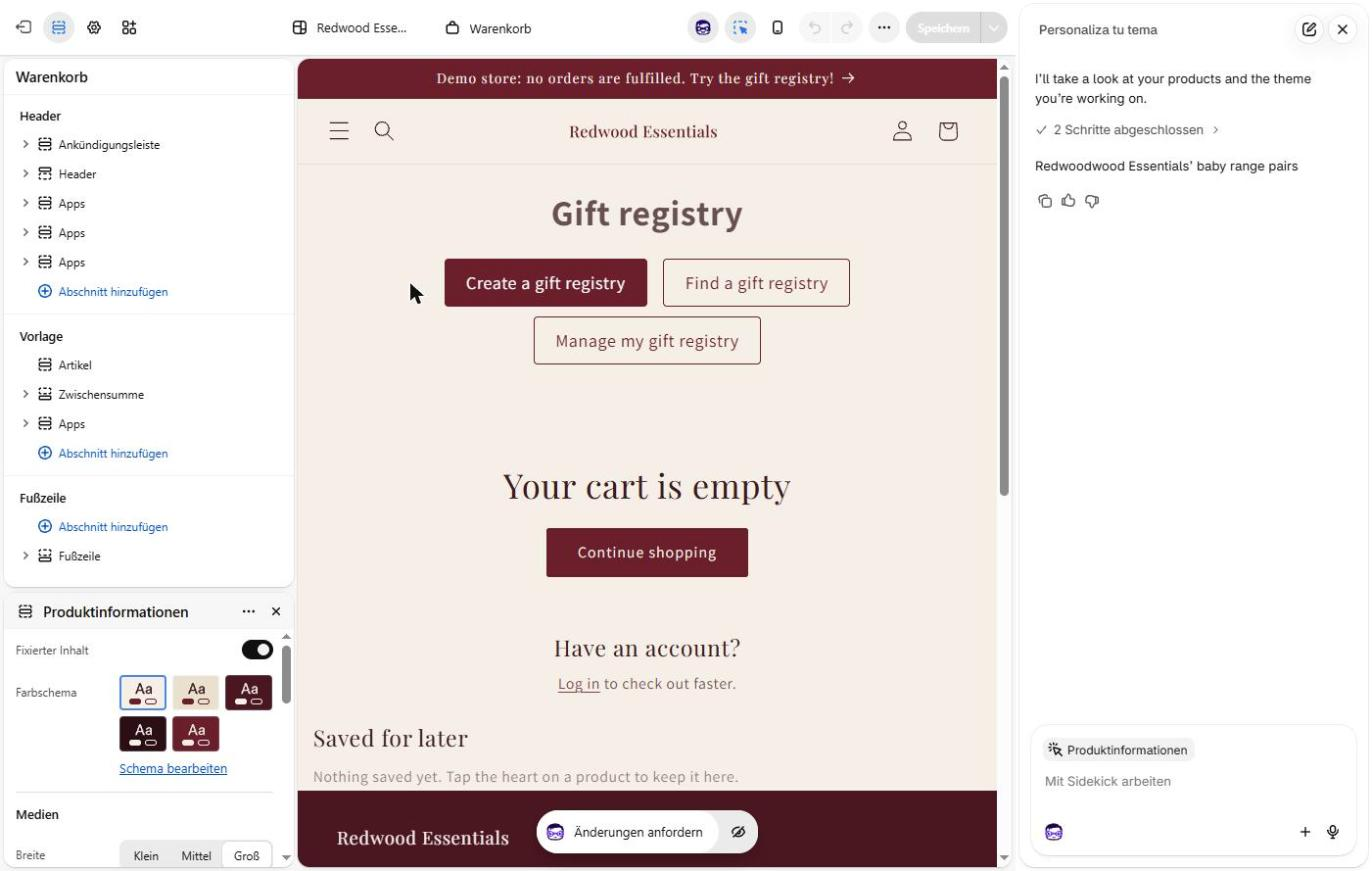 Redwood Esse...
Warenkorb
Speichern
Warenkorb
Header
Ankündigungsleiste
Header
Apps
Apps
Apps
Abschnitt hinzufügen
Vorlage
Artikel
Zwischensumme
Apps
Abschnitt hinzufügen
Fußzeile
Abschnitt hinzufügen
Fußzeile
Produktinformationen
Fixierter Inhalt
Farbschema
Aa
Aa
Aa
Aa
Aa
Schema bearbeiten
Medien
Breite
Klein
Mittel
Groß
Demo store: no orders are fulfilled. Try the gift registry! →
Redwood Essentials
Gift registry
Create a gift registry
Find a gift registry
Manage my gift registry
Your cart is empty
Continue shopping
Have an account?
Log in to check out faster.
Saved for later
Nothing saved yet. Tap the heart on a product to keep it here.
Redwood Essentials
Änderungen anfordern
Personaliza tu tema
I'll take a look at your products and the theme
you're working on.
2 Schritte abgeschlossen
Redwoodwood Essentials' baby range pairs
Produktinformationen
Mit Sidekick arbeiten